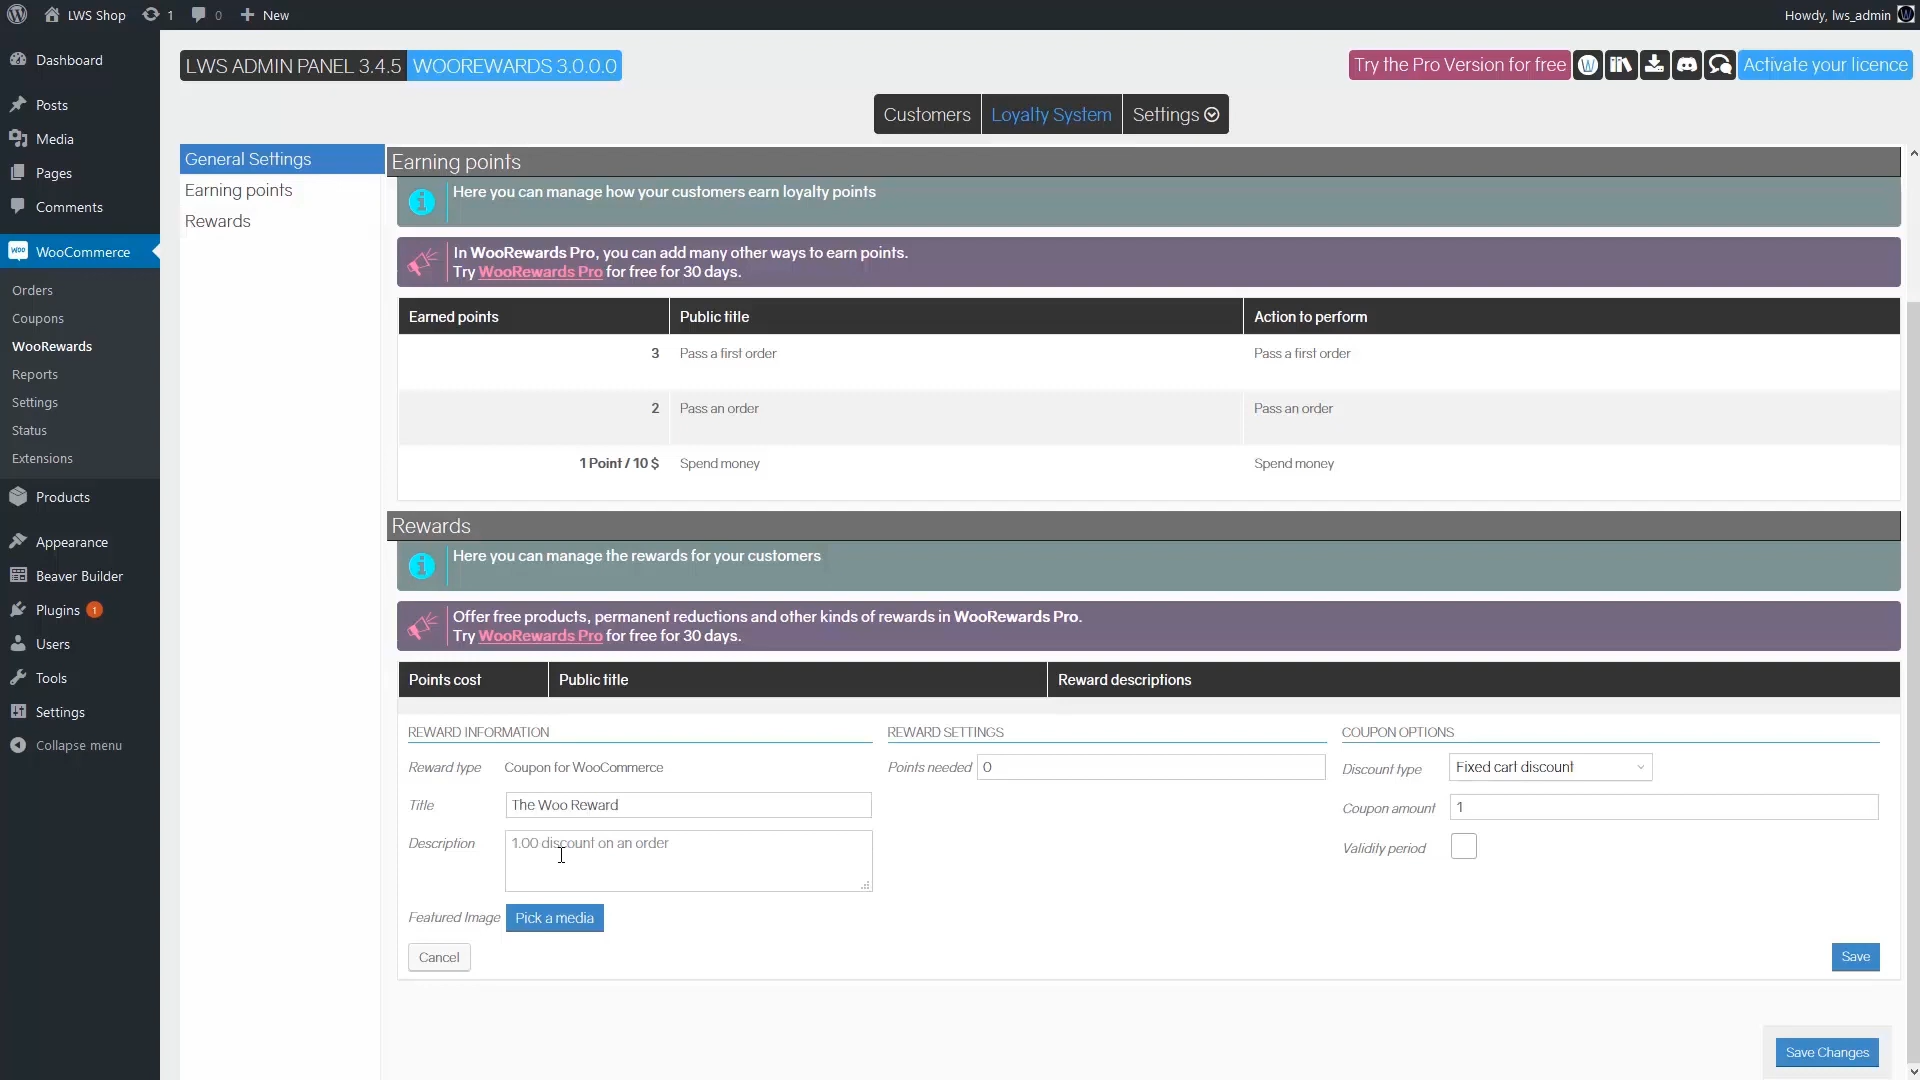 LWS Shop 1 0 New Howdy, lws_admin
Dashboard
Posts
Media
Pages
Comments
WooCommerce
Orders
Coupons
WooRewards
Reports
Settings
Status
Extensions
Products
Appearance
Beaver Builder
Plugins 1
Users
Tools
Settings
Collapse menu
LWS ADMIN PANEL 3.4.5 WOOREWARDS 3.0.0.0
Try the Pro Version for free Activate your licence
Customers Loyalty System Settings
General Settings
Earning points
Rewards
Earning points
Here you can manage how your customers earn loyalty points
In WooRewards Pro, you can add many other ways to earn points.
Try WooRewards Pro for free for 30 days.
Earned points Public title Action to perform
3 Pass a first order Pass a first order
2 Pass an order Pass an order
1 Point / 10 $ Spend money Spend money
Rewards
Here you can manage the rewards for your customers
Offer free products, permanent reductions and other kinds of rewards in WooRewards Pro.
Try WooRewards Pro for free for 30 days.
Points cost Public title Reward descriptions
REWARD INFORMATION REWARD SETTINGS COUPON OPTIONS
Reward type Coupon for WooCommerce Points needed 0 Discount type Fixed cart discount
Title The Woo Reward Coupon amount 1
Description 1.00 discount on an order Validity period
Featured Image Pick a media
Cancel Save
Save Changes